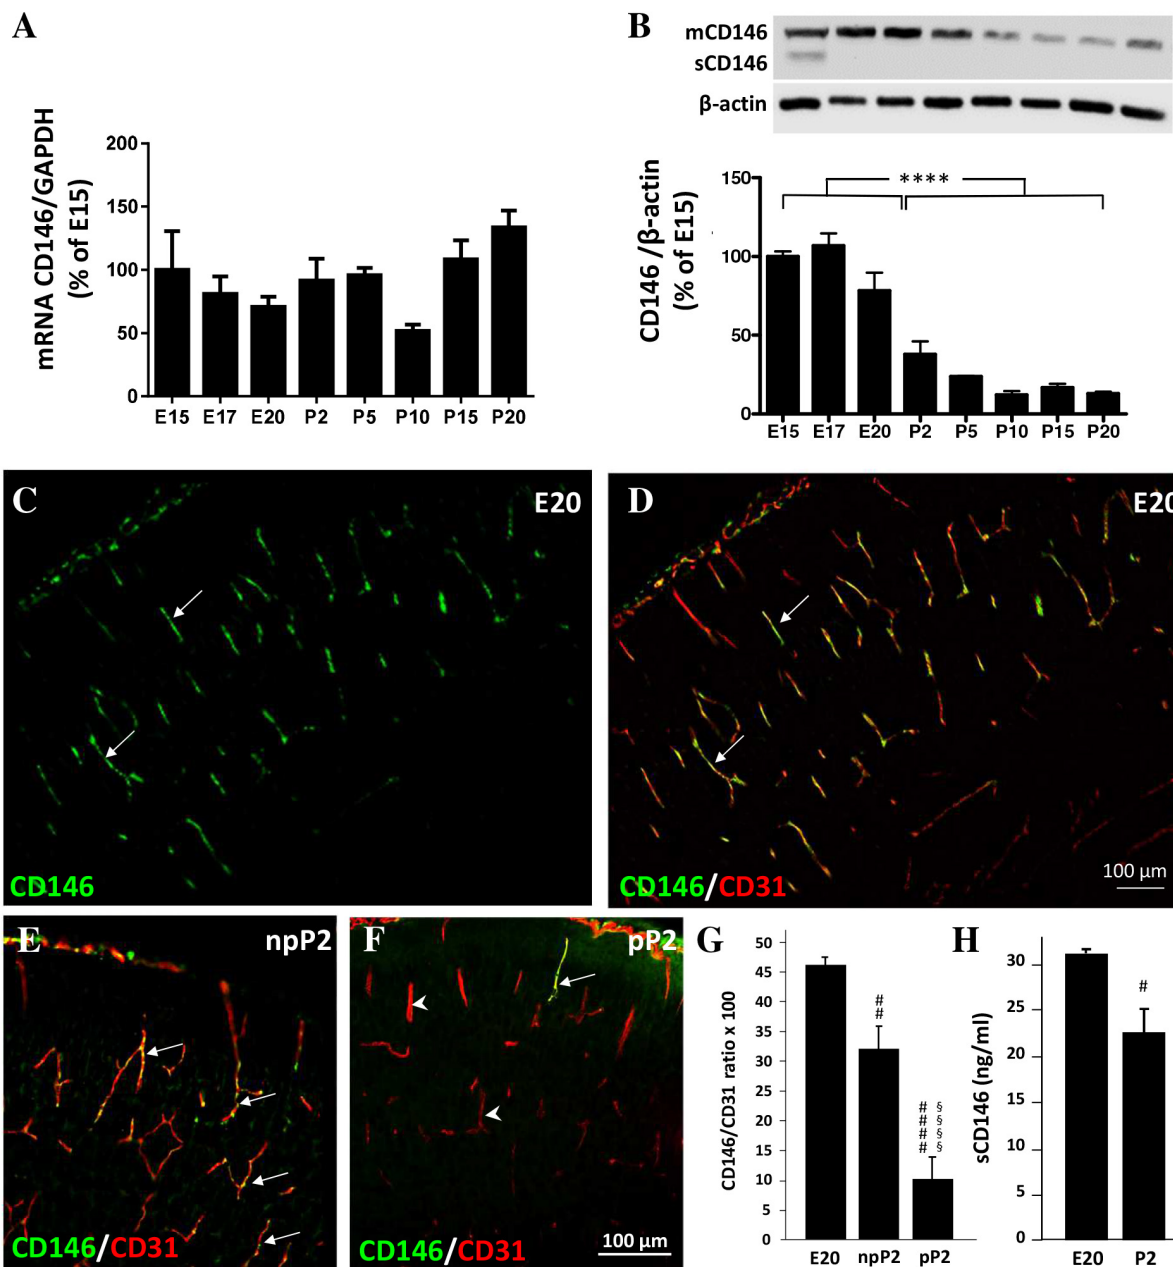 A
mRNA CD146/GAPDH
(% of E15)
200
150
100
50
0
E15 E17 E20 P2 P5 P10 P15 P20
B
mCD146
sCD146
β-actin
CD146 /β-actin
(% of E15)
150
100
50
0
****
E15 E17 E20 P2 P5 P10 P15 P20
C
E20
CD146
D
E20
CD146/CD31
100 µm
E
npP2
CD146/CD31
F
pP2
CD146/CD31
100 µm
G
CD146/CD31 ratio x 100
50
45
40
35
30
25
20
15
10
5
0
#
#
# §
# §
# §
# §
E20 npP2 pP2
H
sCD146 (ng/ml)
30
25
20
15
10
5
0
#
E20 P2